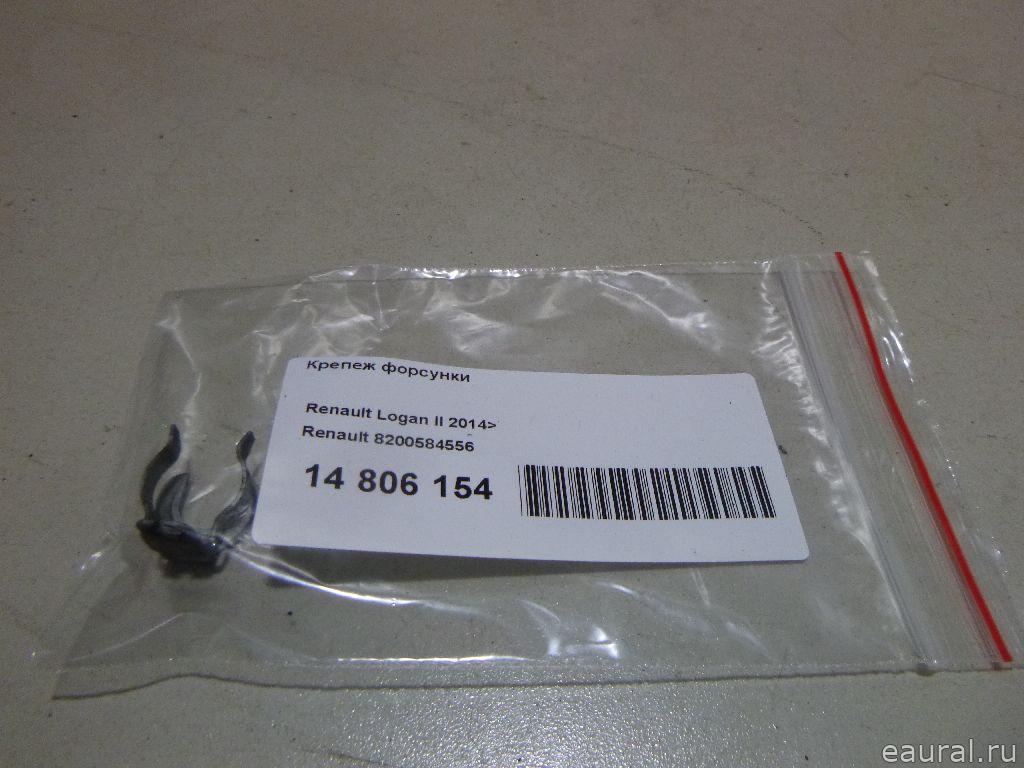 Крепеж форсунки
Renault Logan II 2014>
Renault 8200584556
14 806 154
eaural.ru